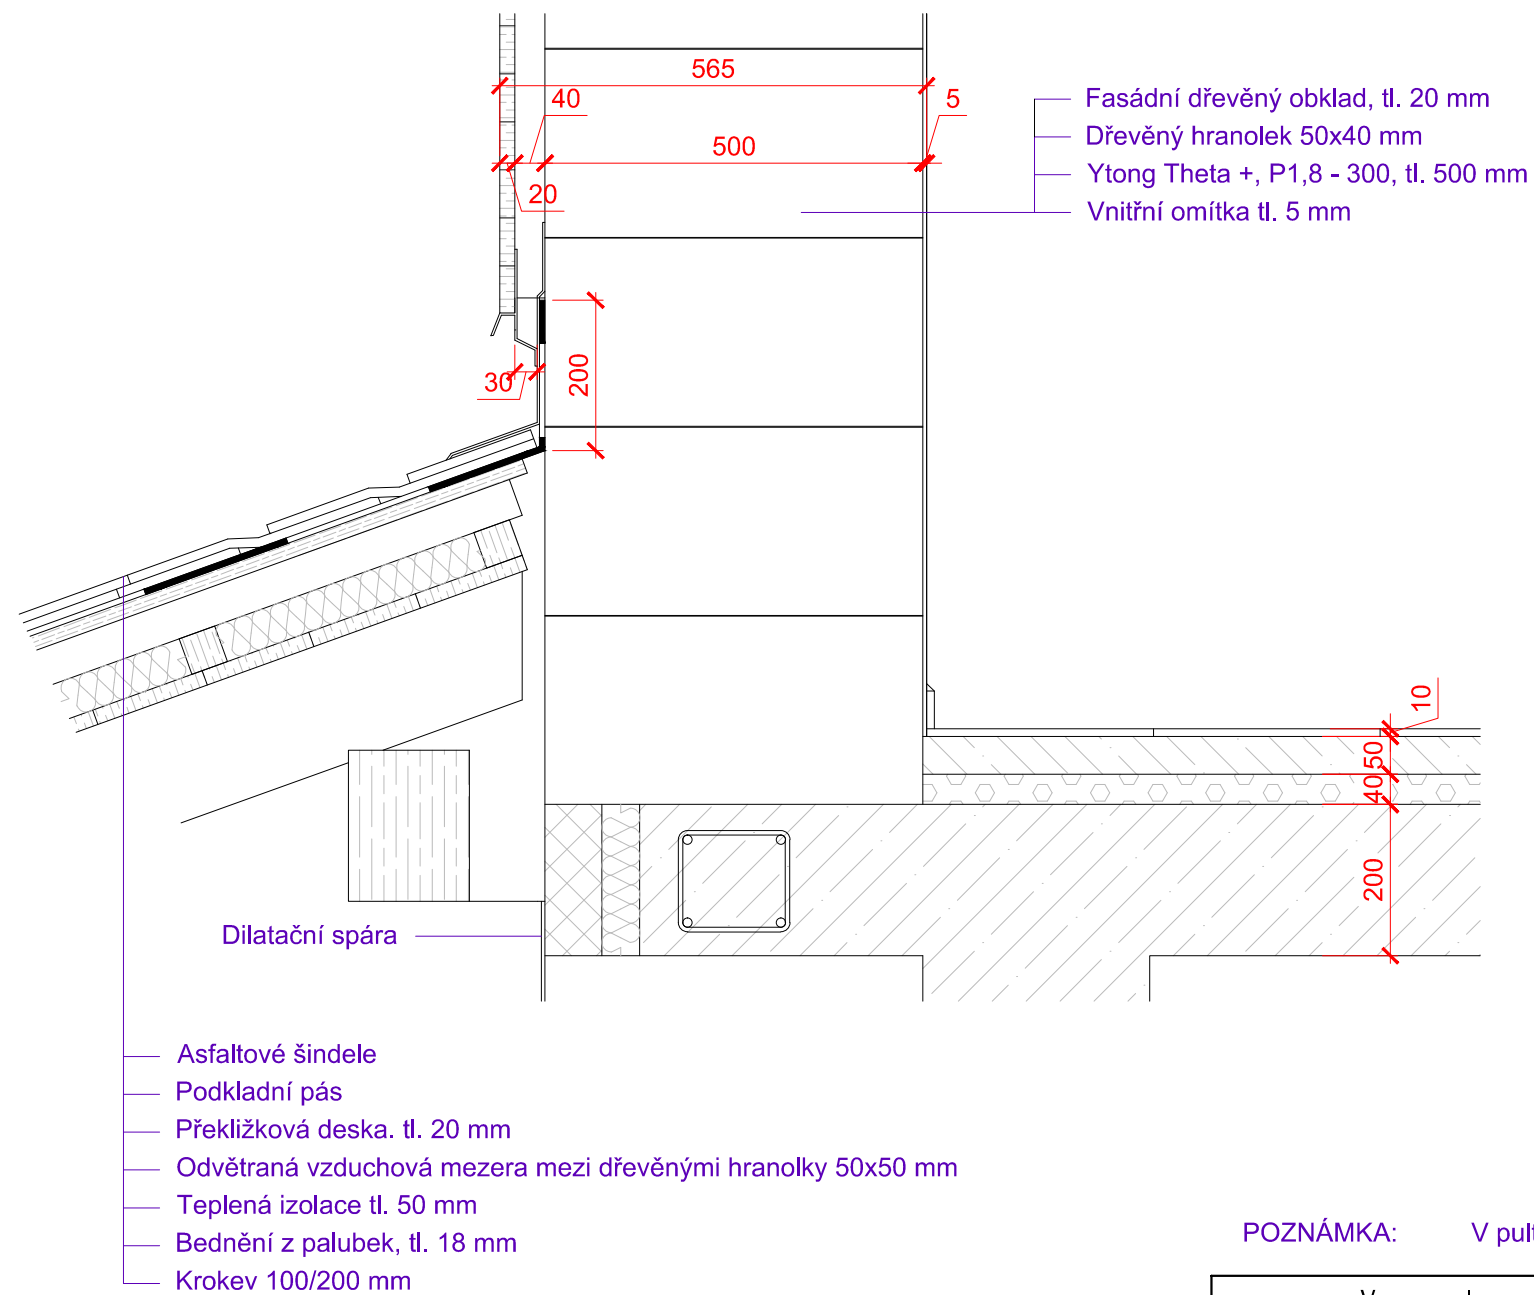 565
40
5
500
20
Fasádní dřevěný obklad, tl. 20 mm
Dřevěný hranolek 50x40 mm
Ytong Theta +, P1,8 - 300, tl. 500 mm
Vnitřní omítka tl. 5 mm
200
30
10
50
40
200
Dilatační spára
Asfaltové šindele
Podkladní pás
Překližková deska. tl. 20 mm
Odvětraná vzduchová mezera mezi dřevěnými hranolky 50x50 mm
Teplená izolace tl. 50 mm
Bednění z palubek, tl. 18 mm
Krokev 100/200 mm
POZNÁMKA: V